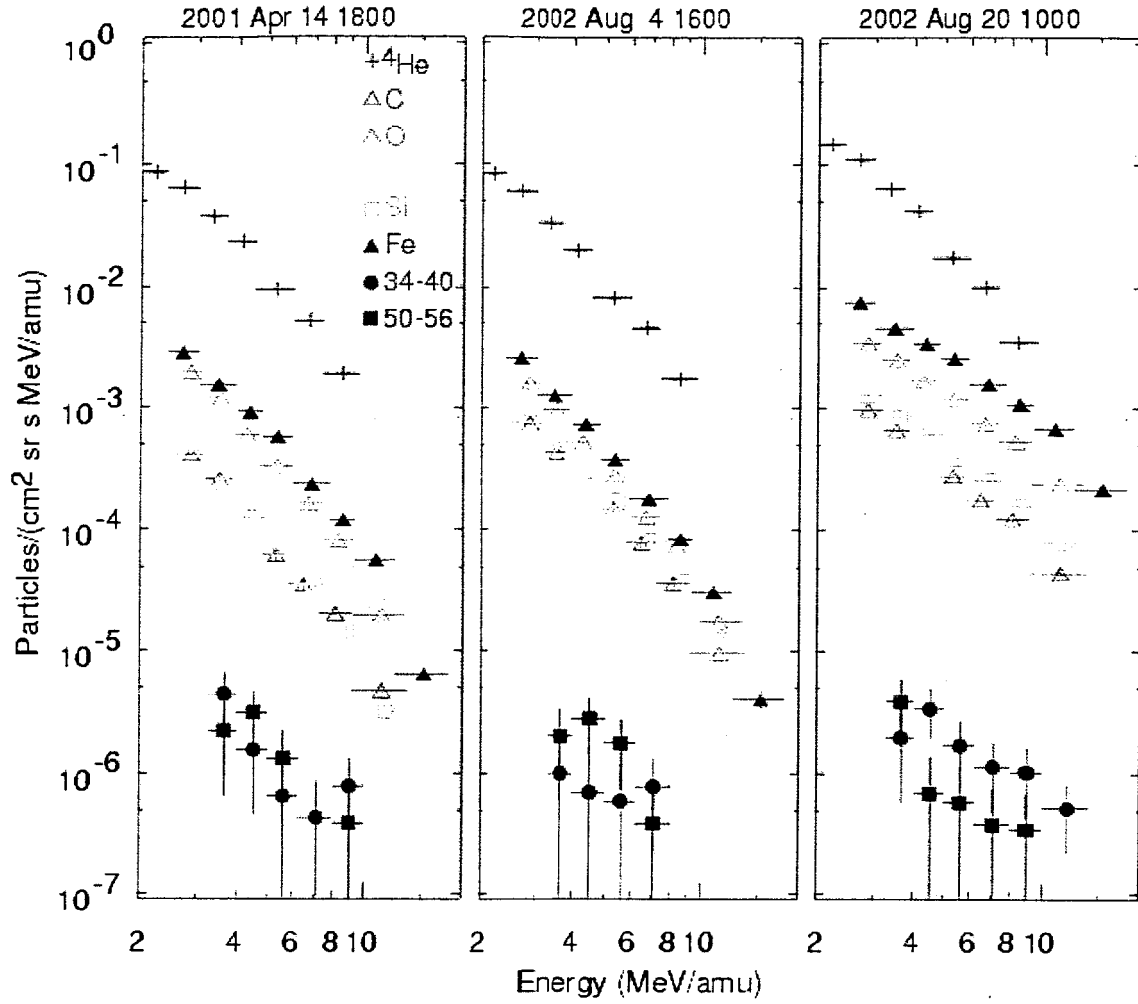 2001 Apr 14 1800
2002 Aug 4 1600
2002 Aug 20 1000
Particles/(cm² sr s MeV/amu)
10⁰
10⁻¹
10⁻²
10⁻³
10⁻⁴
10⁻⁵
10⁻⁶
10⁻⁷
⁴He
C
O
Si
Fe
34-40
50-56
2 4 6 8 10
2 4 6 8 10
2 4 6 8 10
Energy (MeV/amu)